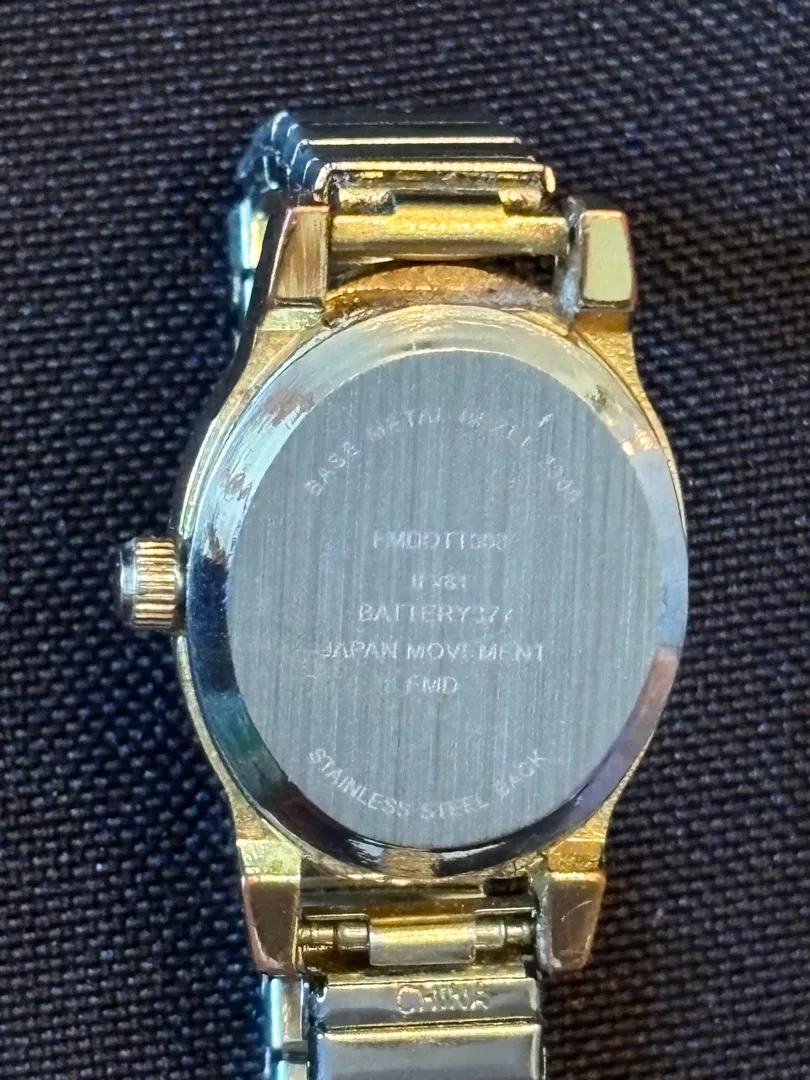 BASE METAL BEZEL
BATTERY377
JAPAN MOVEMENT
FMD
STAINLESS STEEL BACK
CHINA